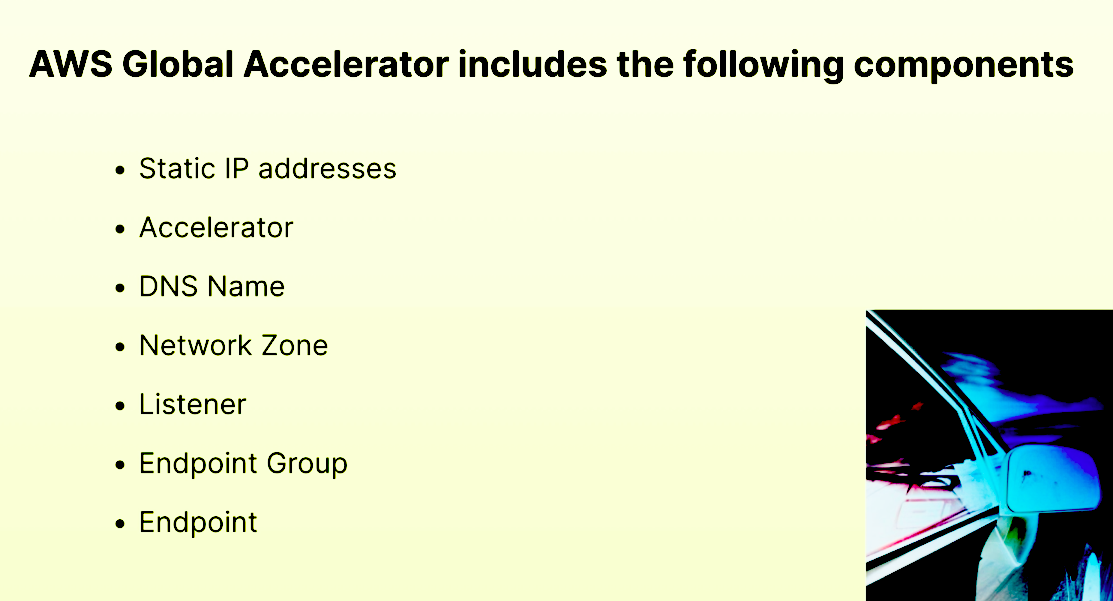 AWS Global Accelerator includes the following components
• Static IP addresses
• Accelerator
• DNS Name
• Network Zone
• Listener
• Endpoint Group
• Endpoint